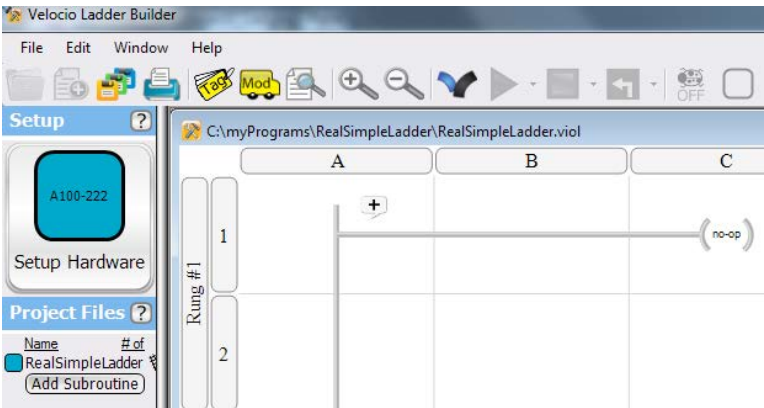 Velocio Ladder Builder
File Edit Window Help
Tag Mod OFF
Setup ?
C:\myPrograms\RealSimpleLadder\RealSimpleLadder.viol
A B C
A100-222
Setup Hardware
Rung #1
1
+
no-op
2
Project Files ?
Name # of
RealSimpleLadder
Add Subroutine